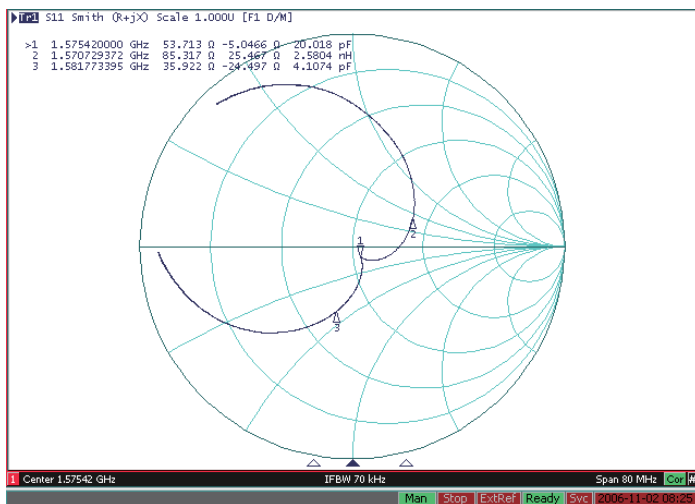 Tr1 S11 Smith (R+jX) Scale 1.000U [F1 D/M]
>1 1.575420000 GHz 53.713 Ω -5.0466 Ω 20.018 pF
2 1.570729372 GHz 85.317 Ω 25.467 Ω 2.5804 nH
3 1.581773395 GHz 35.922 Ω -24.497 Ω 4.1074 pF
1
2
3
1 Center 1.57542 GHz IFBW 70 kHz Span 80 MHz Cor
Man Stop ExtRef Ready Svc 2006-11-02 08:25